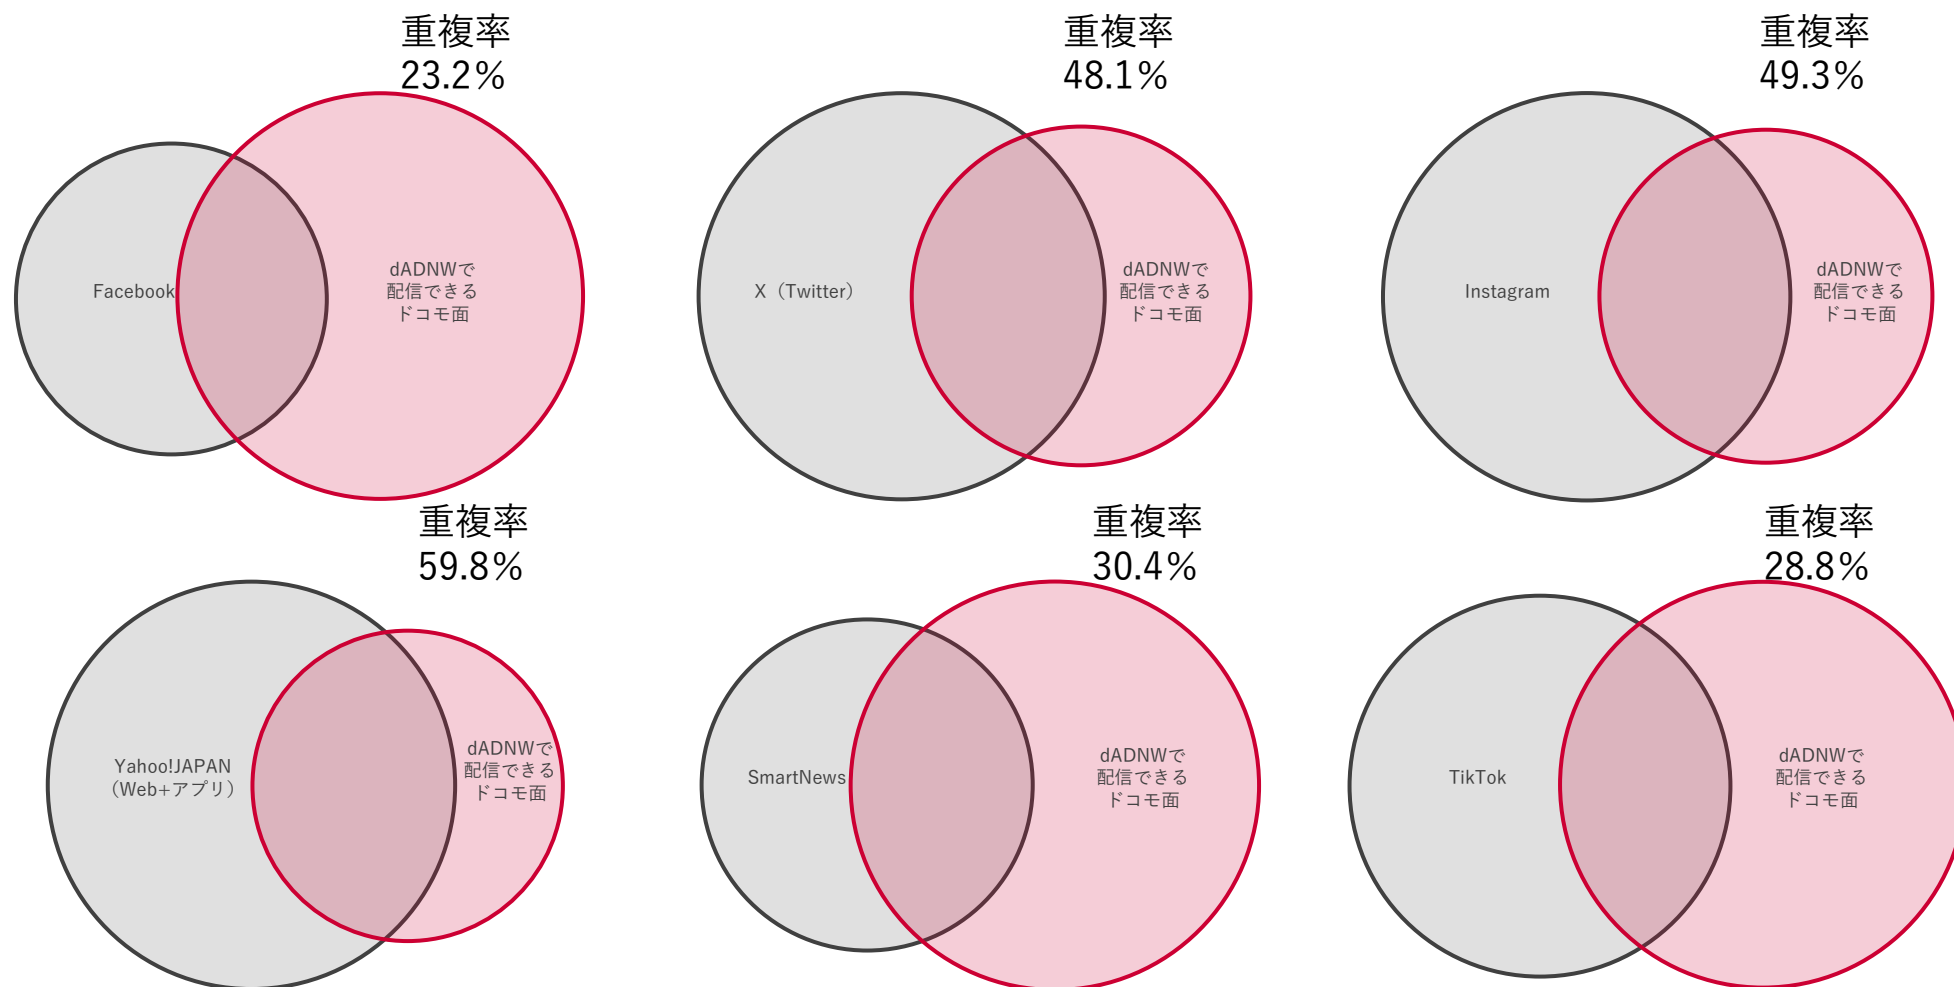 重複率
23.2%
Facebook
dADNWで
配信できる
ドコモ面
重複率
48.1%
X（Twitter）
dADNWで
配信できる
ドコモ面
重複率
49.3%
Instagram
dADNWで
配信できる
ドコモ面
重複率
59.8%
Yahoo!JAPAN
（Web+アプリ）
dADNWで
配信できる
ドコモ面
重複率
30.4%
SmartNews
dADNWで
配信できる
ドコモ面
重複率
28.8%
TikTok
dADNWで
配信できる
ドコモ面